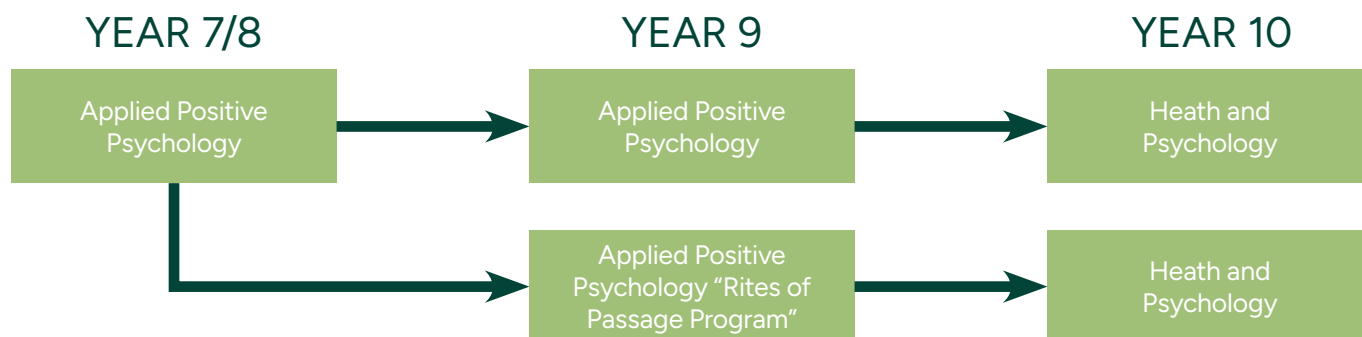 YEAR 7/8
YEAR 9
YEAR 10
Applied Positive
Psychology
Applied Positive
Psychology
Heath and
Psychology
Applied Positive
Psychology “Rites of
Passage Program”
Heath and
Psychology